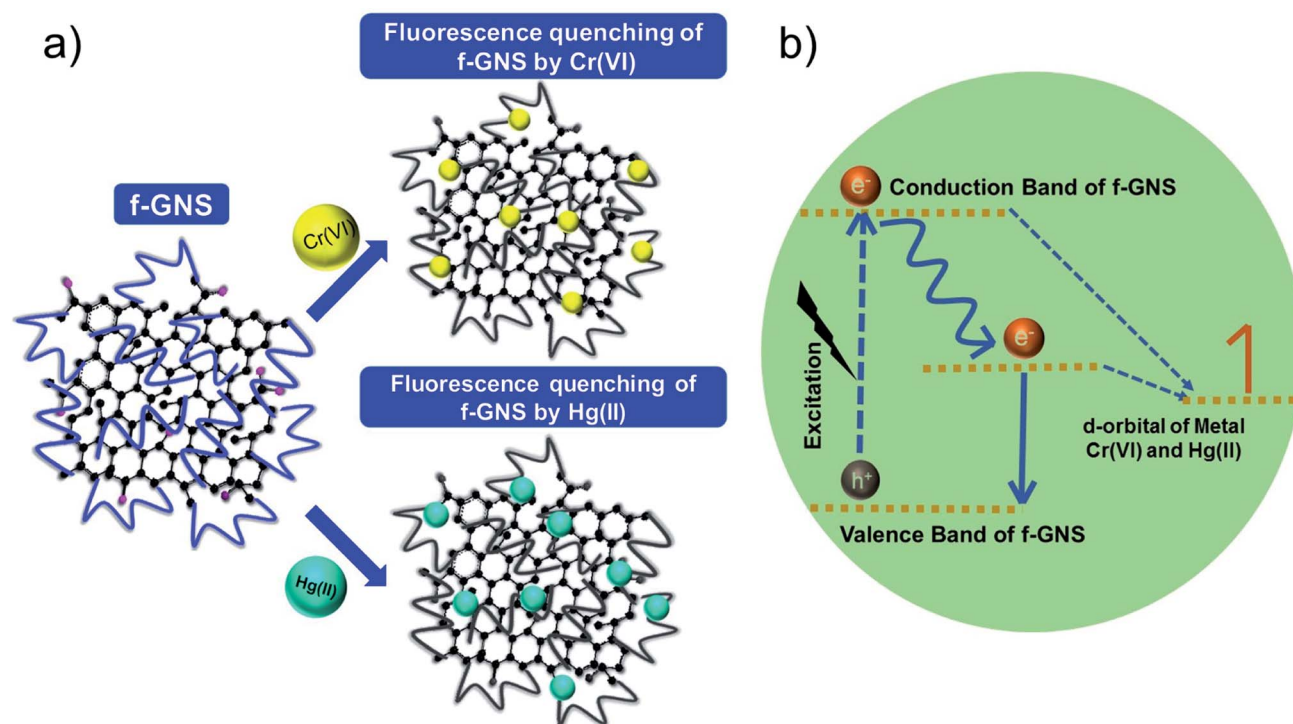 a)
Fluorescence quenching of
f-GNS by Cr(VI)
f-GNS
Cr(VI)
Fluorescence quenching of
f-GNS by Hg(II)
Hg(II)
b)
e-
Conduction Band of f-GNS
e-
Excitation
1
d-orbital of Metal
Cr(VI) and Hg(II)
h+
Valence Band of f-GNS